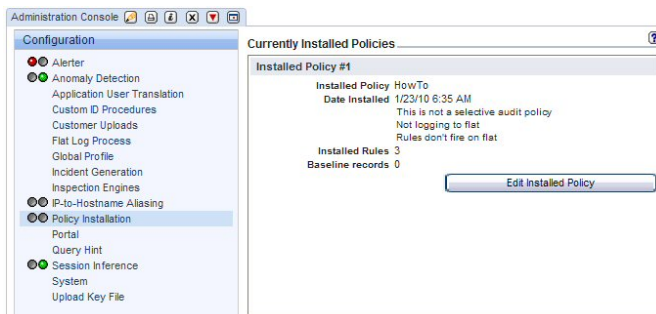 Administration Console
Configuration
Alerter
Anomaly Detection
Application User Translation
Custom ID Procedures
Customer Uploads
Flat Log Process
Global Profile
Incident Generation
Inspection Engines
IP-to-Hostname Aliasing
Policy Installation
Portal
Query Hint
Session Inference
System
Upload Key File
Currently Installed Policies
?
Installed Policy #1
Installed Policy HowTo
Date Installed 1/23/10 6:35 AM
This is not a selective audit policy
Not logging to flat
Rules don't fire on flat
Installed Rules 3
Baseline records 0
Edit Installed Policy